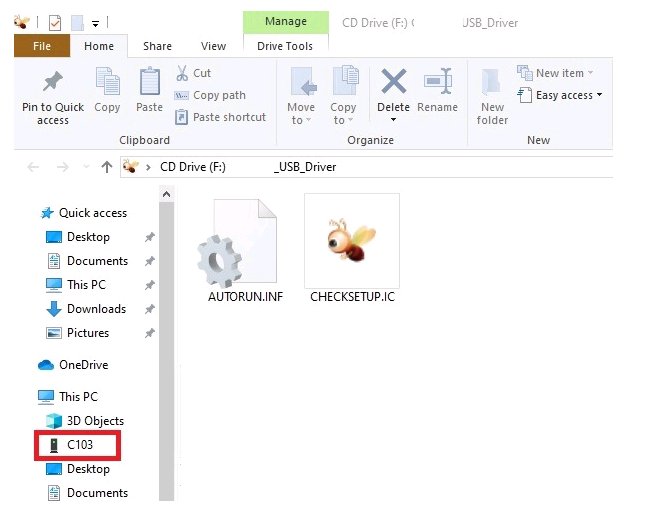 Manage
CD Drive (F:) USB_Driver
File Home Share View Drive Tools
Pin to Quick access
Copy
Paste
Cut
Copy path
Paste shortcut
Move to
Copy to
Delete
Rename
New folder
New item
Easy access
Clipboard Organize New
CD Drive (F:) _USB_Driver
Quick access
Desktop
Documents
This PC
Downloads
Pictures
OneDrive
This PC
3D Objects
C103
Desktop
Documents
AUTORUN.INF
CHECKSETUP.IC